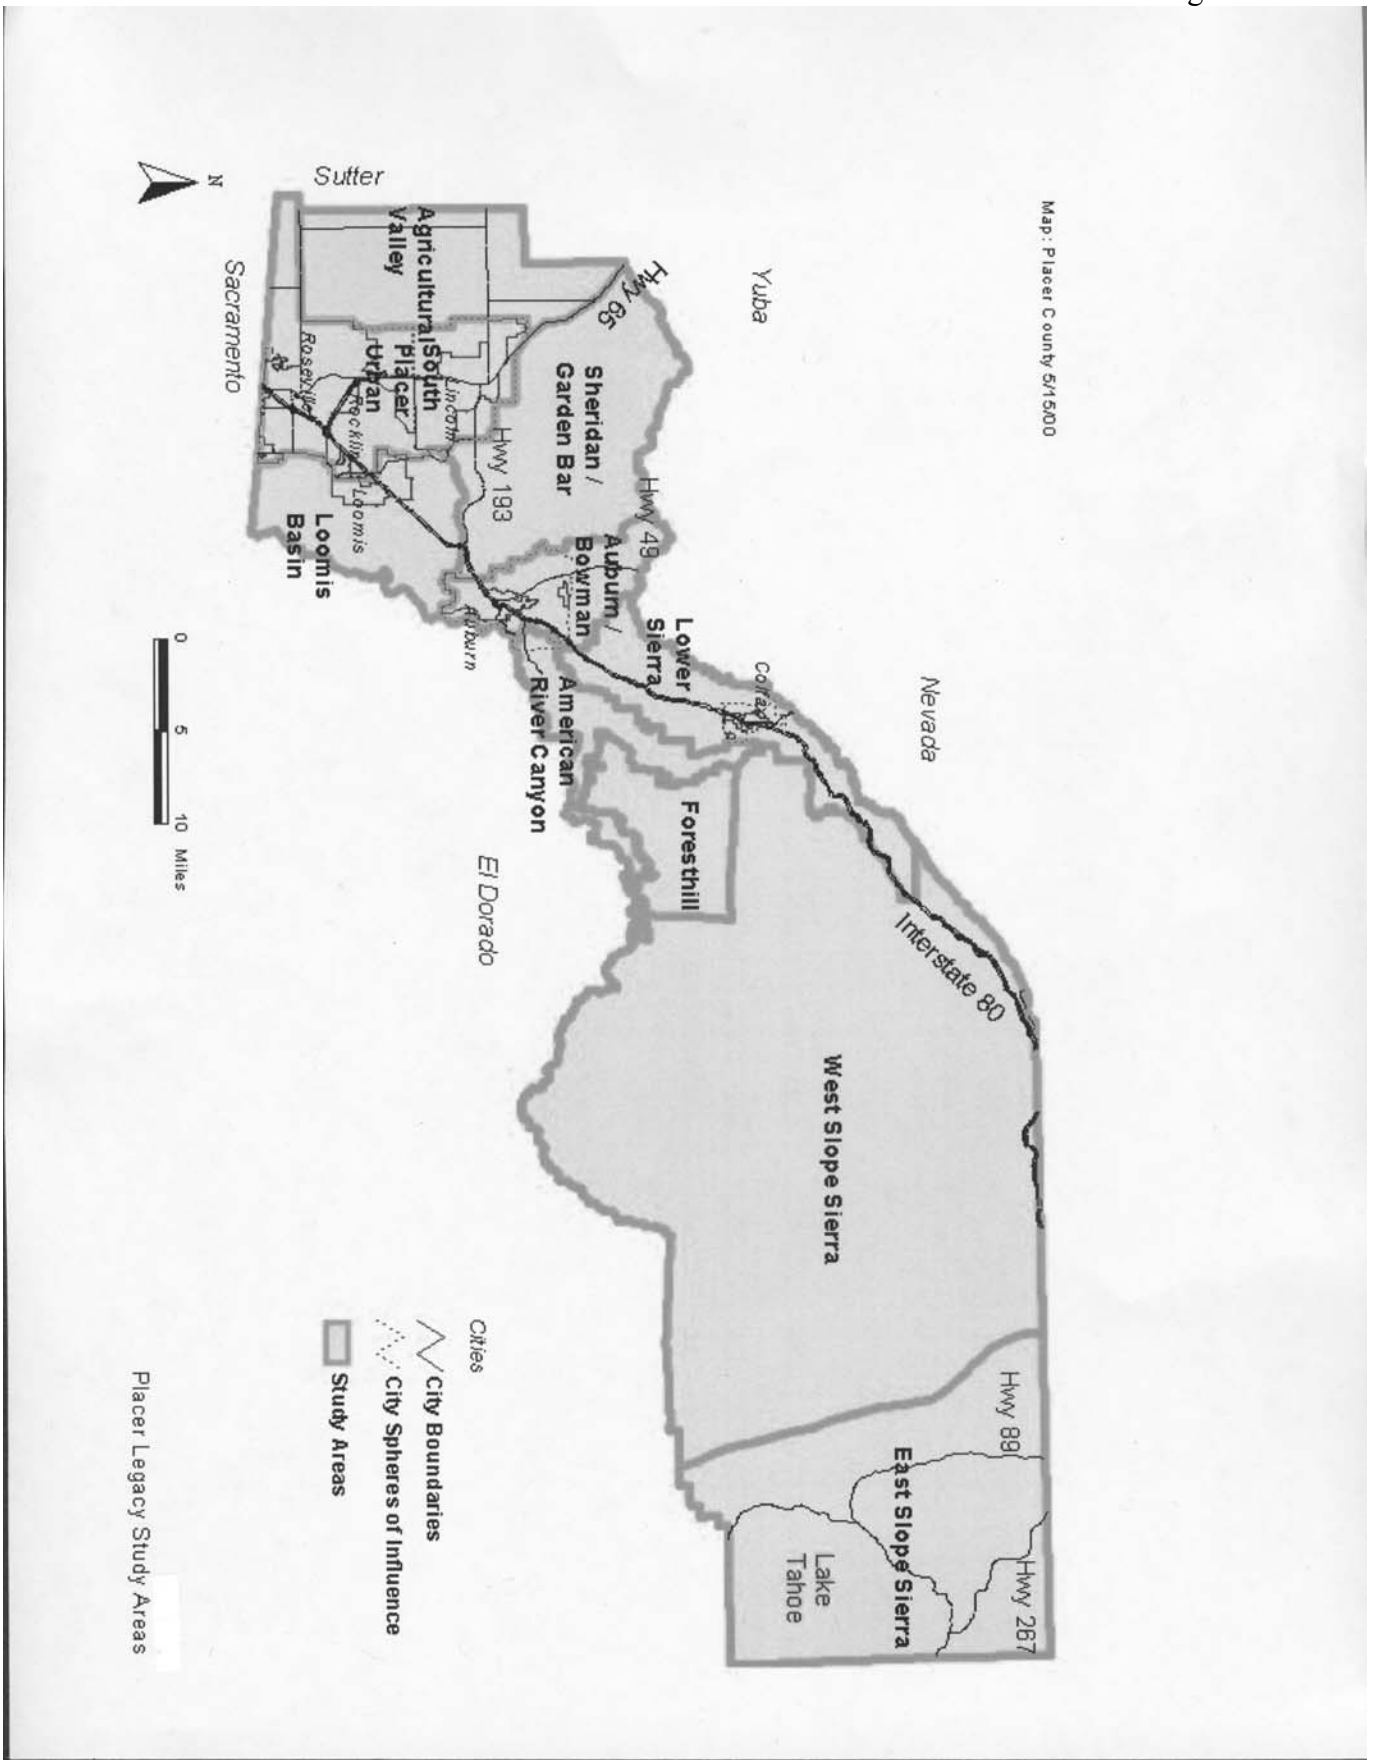 Map: Placer County 5/15/00
Yuba
Nevada
Hwy 65
Hwy 49
Interstate 80
Hwy 89
Hwy 267
Sheridan /
Garden Bar
Auburn /
Bowman
Lower
Sierra
Colfax
West Slope Sierra
East Slope Sierra
Lake
Tahoe
Foresthill
American
River Canyon
Hwy 193
Agricultural
Valley
South
Placer
Urban
Lincoln
Rocklin
Loomis
Roseville
Auburn
Loomis
Basin
Sutter
Sacramento
El Dorado
N
0 5 10 Miles
Cities
City Boundaries
City Spheres of Influence
Study Areas
Placer Legacy Study Areas